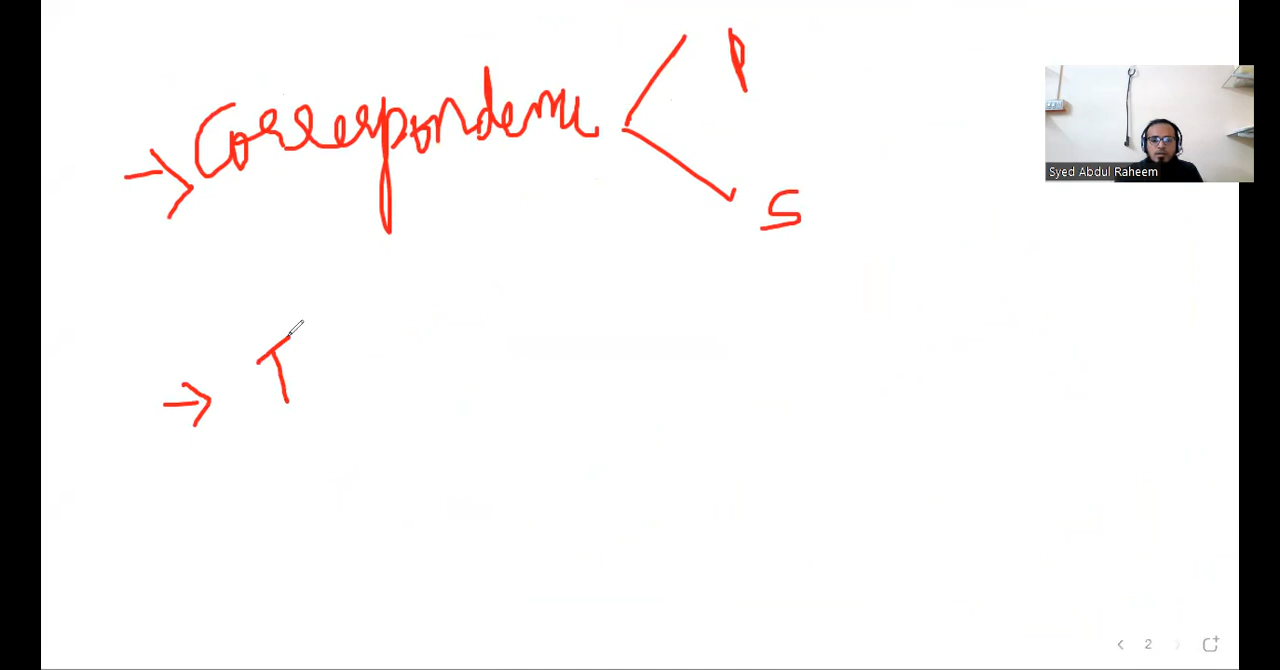 P
→ Correspondence
S
Syed Abdul Raheem
→ T
2